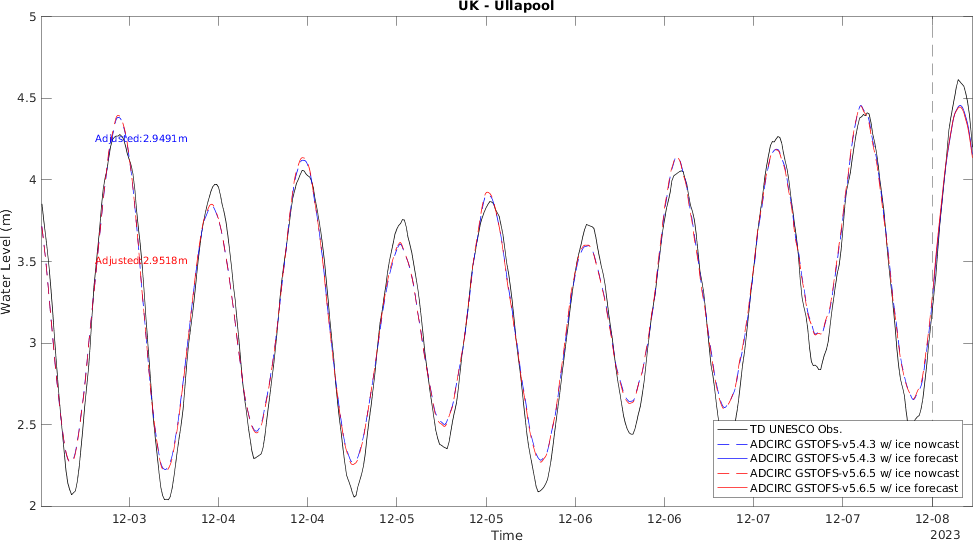 UK - Ullapool
5
4.5
4
3.5
3
2.5
2
Water Level (m)
Adjusted:2.9491m
Adjusted:2.9518m
TD UNESCO Obs.
ADCIRC GSTOFS-v5.4.3 w/ ice nowcast
ADCIRC GSTOFS-v5.4.3 w/ ice forecast
ADCIRC GSTOFS-v5.6.5 w/ ice nowcast
ADCIRC GSTOFS-v5.6.5 w/ ice forecast
12-03 12-04 12-04 12-05 12-05 12-06 12-06 12-07 12-07 12-08
2023
Time